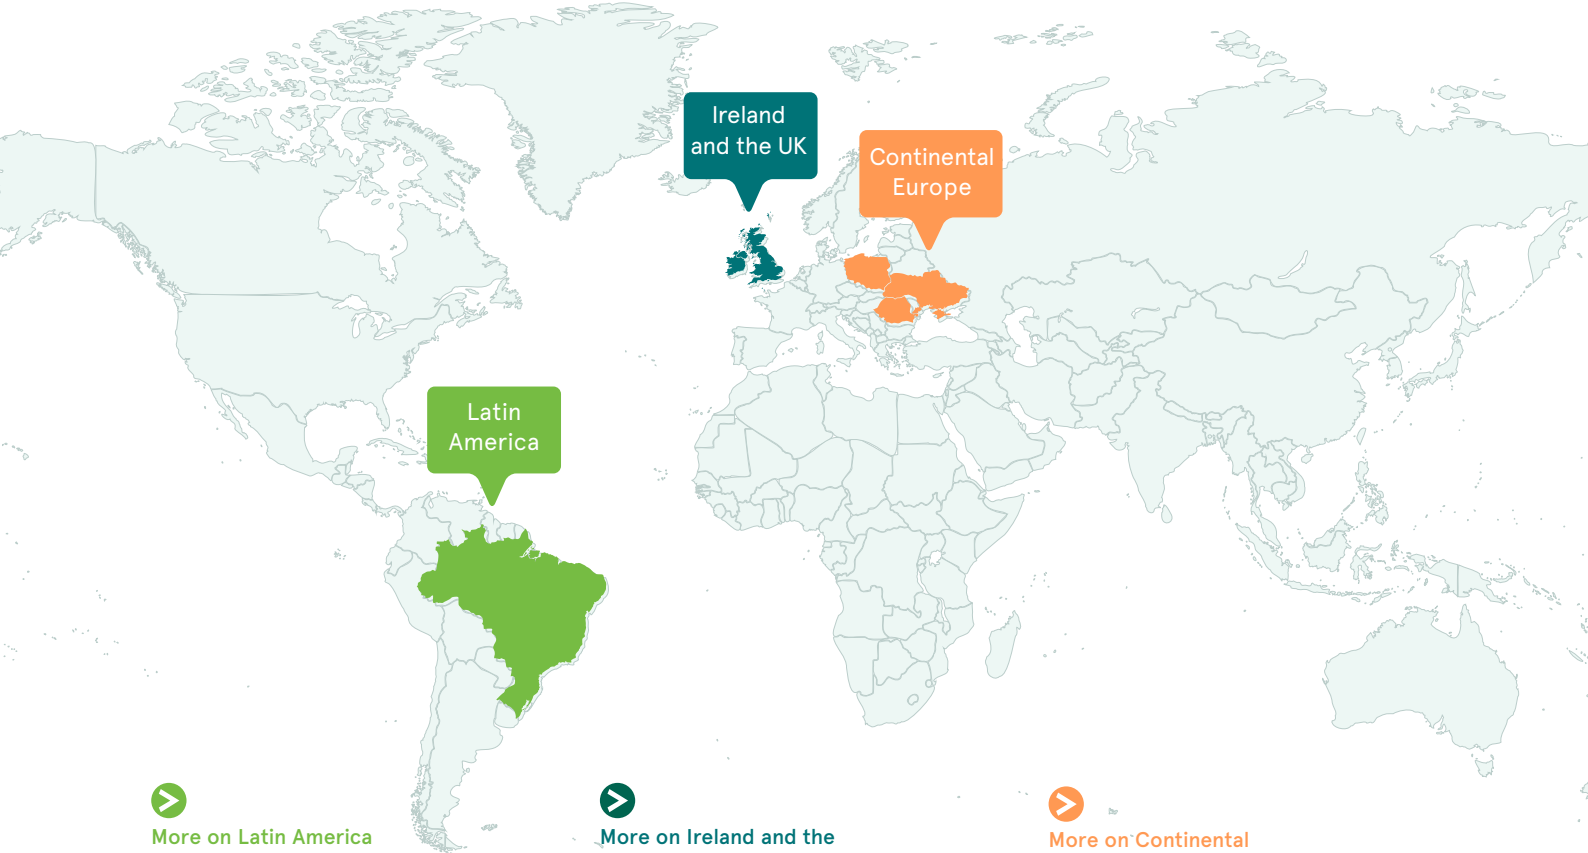 Ireland
and the UK
Continental
Europe
Latin
America
More on Latin America
More on Ireland and the
More on Continental